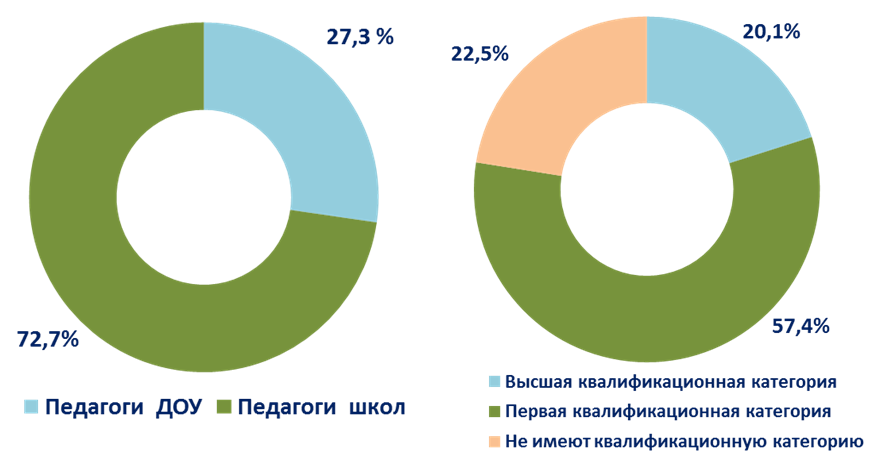 27,3 %
72,7%
Педагоги ДОУ
Педагоги школ
20,1%
22,5%
57,4%
Высшая квалификационная категория
Первая квалификационная категория
Не имеют квалификационную категорию